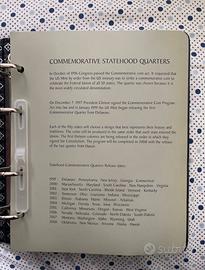 COMMEMORATIVE STATEHOOD QUARTERS
In October of 1996 Congress passed the Commemorative coin act. It requested that
the US Mint by order from the US treasury was to strike a commemorative coin to
celebrate the Federal Union of all 50 states. The quarter was chosen because it is
the most widely circulated denomination.
On December 7, 1997 President Clinton signed the Commemorative Coin Program
Act into law and in January 1999 the US Mint began releasing the first
Commemorative Quarter from Delaware.
Each of the fifty states will choose a design that best represents their history and
traditions. The coins will be produced in the same order that each state entered the
union. The first thirteen colonies are being released in the order in which they
signed the Constitution. The program will be completed in 2008 with the release
of the last quarter from Hawaii.
Statehood Commemorative Quarters Release dates:
1999 Delaware, Pennsylvania, New Jersey, Georgia, Connecticut
2000 Massachusetts, Maryland, South Carolina, New Hampshire, Virginia
2001 New York, North Carolina, Rhode Island, Vermont, Kentucky
2002 Tennessee, Ohio, Louisiana, Indiana, Mississippi
2003 Illinois, Alabama, Maine, Missouri, Arkansas
2004 Michigan, Florida, Texas, Iowa, Wisconsin
2005 California, Minnesota, Oregon, Kansas, West Virginia
2006 Nevada, Nebraska, Colorado, North Dakota, South Dakota
2007 Montana, Washington, Idaho, Wyoming, Utah
2008 Oklahoma, New Mexico, Arizona, Alaska, Hawaii
subito